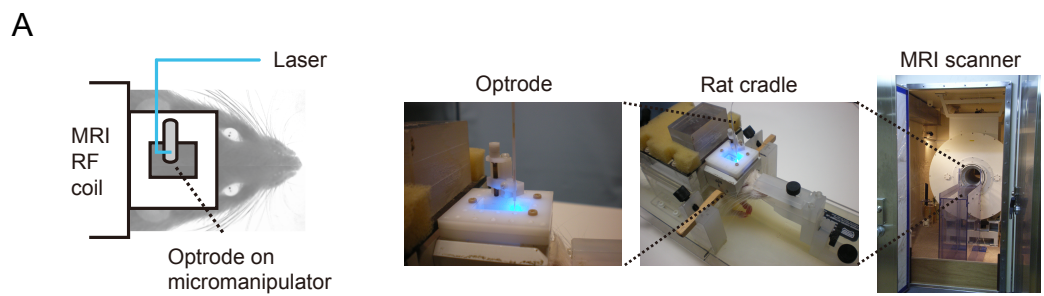 A
Laser
MRI
RF
coil
Optrode on
micromanipulator
Optrode
Rat cradle
MRI scanner